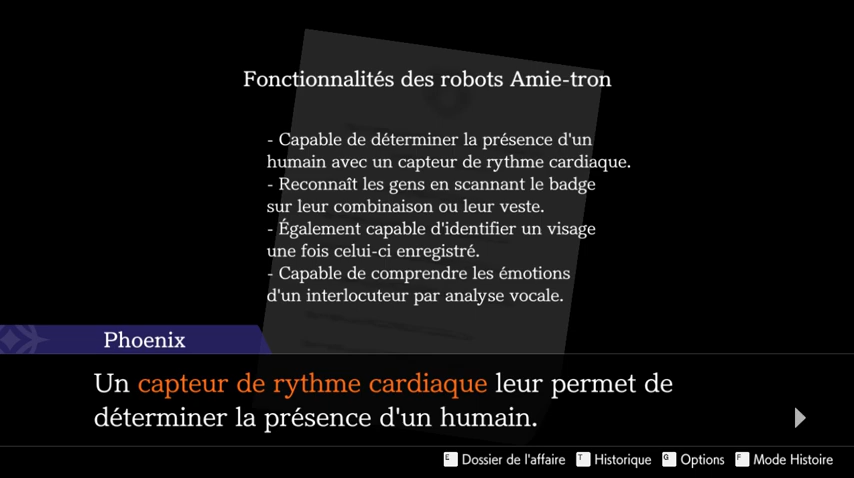 Fonctionnalités des robots Amie-tron
- Capable de déterminer la présence d'un
humain avec un capteur de rythme cardiaque.
- Reconnaît les gens en scannant le badge
sur leur combinaison ou leur veste.
- Également capable d'identifier un visage
une fois celui-ci enregistré.
- Capable de comprendre les émotions
d'un interlocuteur par analyse vocale.
Phoenix
Un capteur de rythme cardiaque leur permet de
déterminer la présence d'un humain.
E Dossier de l'affaire T Historique G Options F Mode Histoire